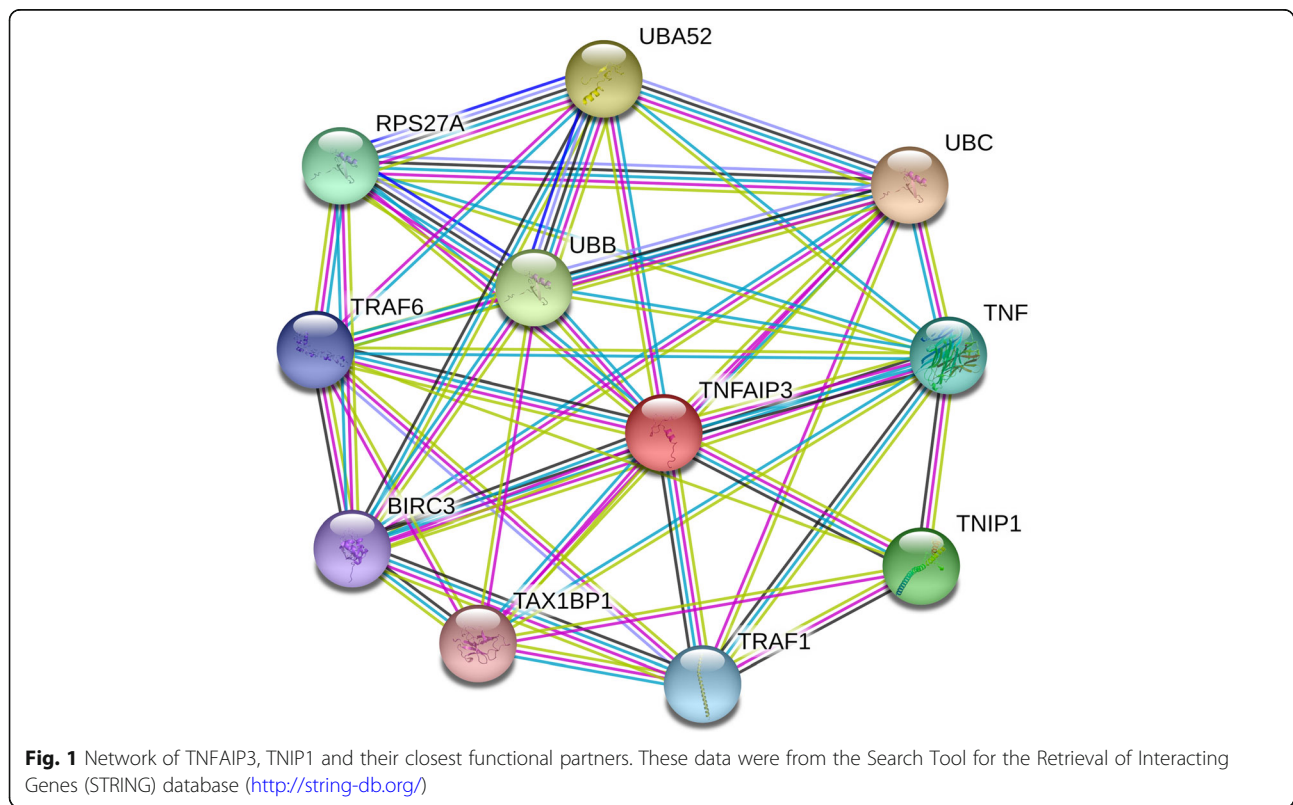 UBA52
RPS27A
UBC
UBB
TRAF6
TNF
TNFAIP3
BIRC3
TNIP1
TAX1BP1
TRAF1
Fig. 1 Network of TNFAIP3, TNIP1 and their closest functional partners. These data were from the Search Tool for the Retrieval of Interacting
Genes (STRING) database (http://string-db.org/)